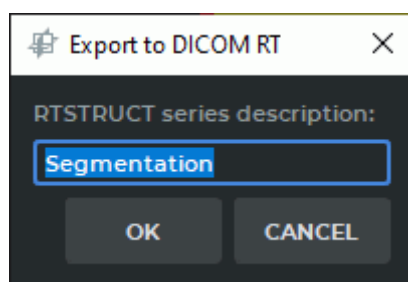 Export to DICOM RT
RTSTRUCT series description:
Segmentation
OK CANCEL